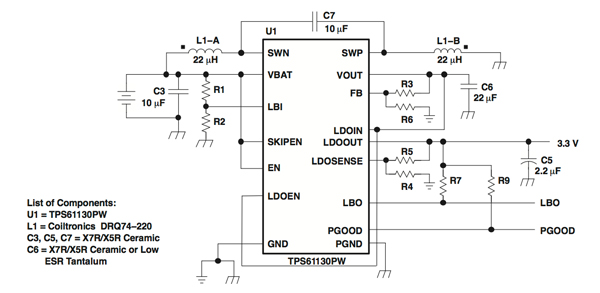 C7
10 µF
U1
L1–A
22 µH
SWN
SWP
L1–B
22 µH
VBAT
VOUT
C3
10 µF
R1
LBI
R2
FB
R3
R6
C6
22 µF
LDOIN
LDOOUT
3.3 V
SKIPEN
LDOSENSE
R5
R4
EN
C5
2.2 µF
R7
R9
LDOEN
LBO
LBO
PGOOD
PGOOD
GND
PGND
TPS61130PW
List of Components:
U1 = TPS61130PW
L1 = Coiltronics DRQ74–220
C3, C5, C7 = X7R/X5R Ceramic
C6 = X7R/X5R Ceramic or Low
ESR Tantalum